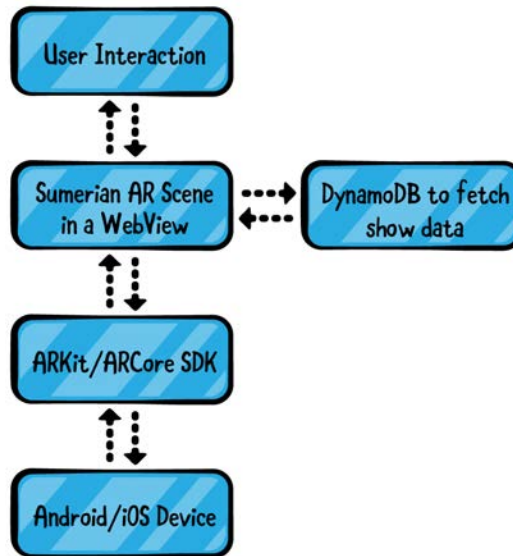 User Interaction
Sumerian AR Scene
in a WebView
DynamoDB to fetch
show data
ARKit/ARCore SDK
Android/iOS Device